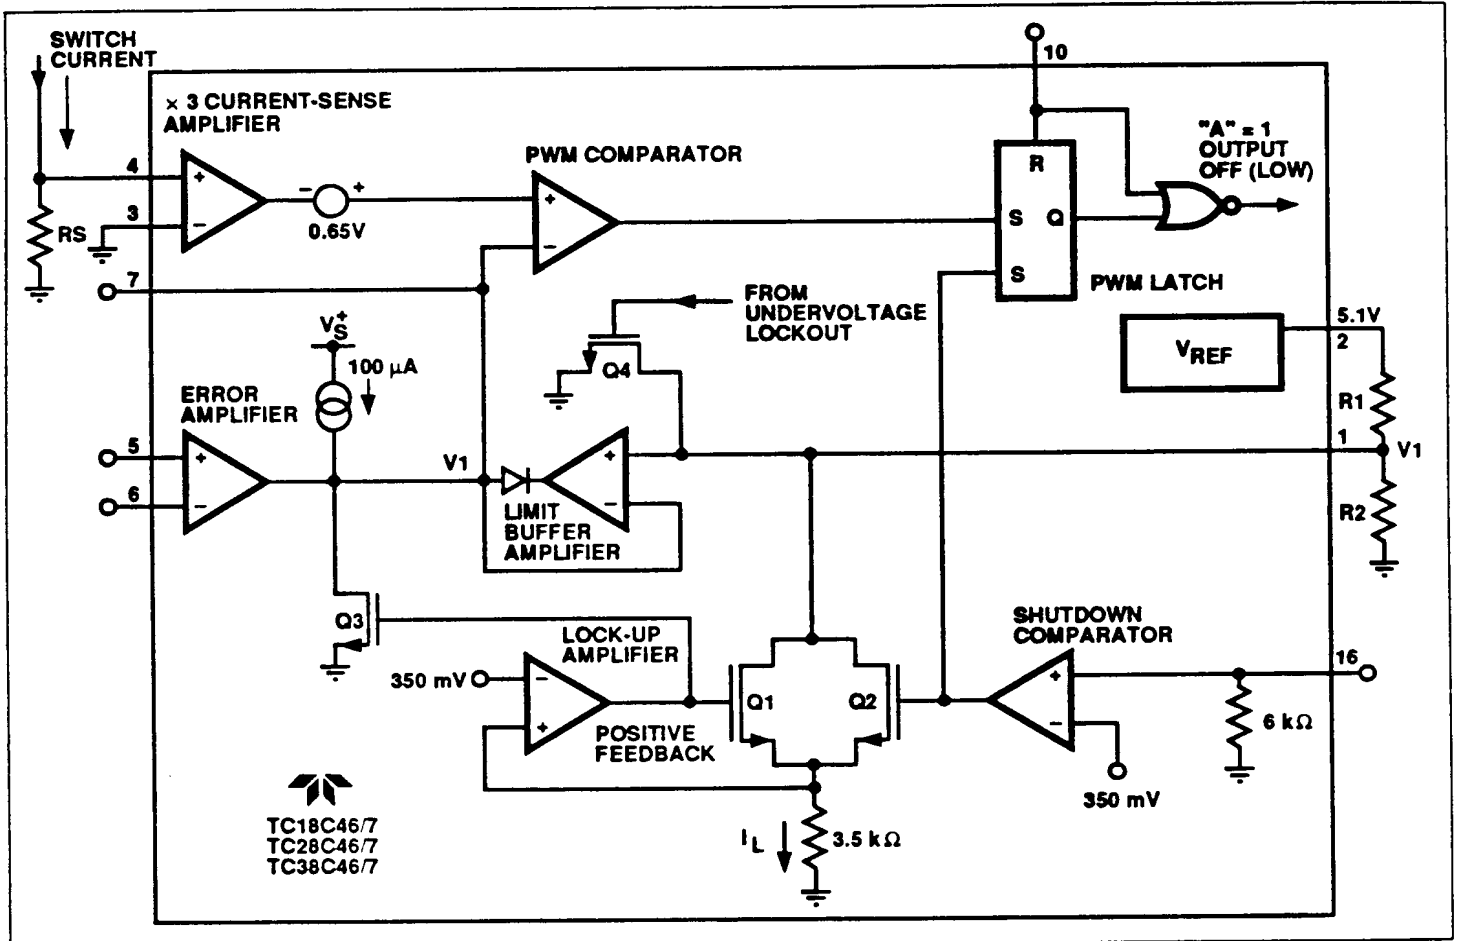 SWITCH
CURRENT
10
× 3 CURRENT-SENSE
AMPLIFIER
"A" = 1
OUTPUT
OFF (LOW)
PWM COMPARATOR
R
4
+
− +
+
3
−
0.65V
S
Q
RS
−
S
7
PWM LATCH
FROM
UNDERVOLTAGE
LOCKOUT
5.1V
2
VS+
VREF
100 μA
Q4
ERROR
AMPLIFIER
R1
5
+
V1
+
1
V1
6
−
−
LIMIT
BUFFER
AMPLIFIER
R2
Q3
LOCK-UP
AMPLIFIER
SHUTDOWN
COMPARATOR
16
350 mV
−
+
Q1
Q2
+
−
6 kΩ
POSITIVE
FEEDBACK
350 mV
TC18C46/7
TC28C46/7
TC38C46/7
IL
3.5 kΩ